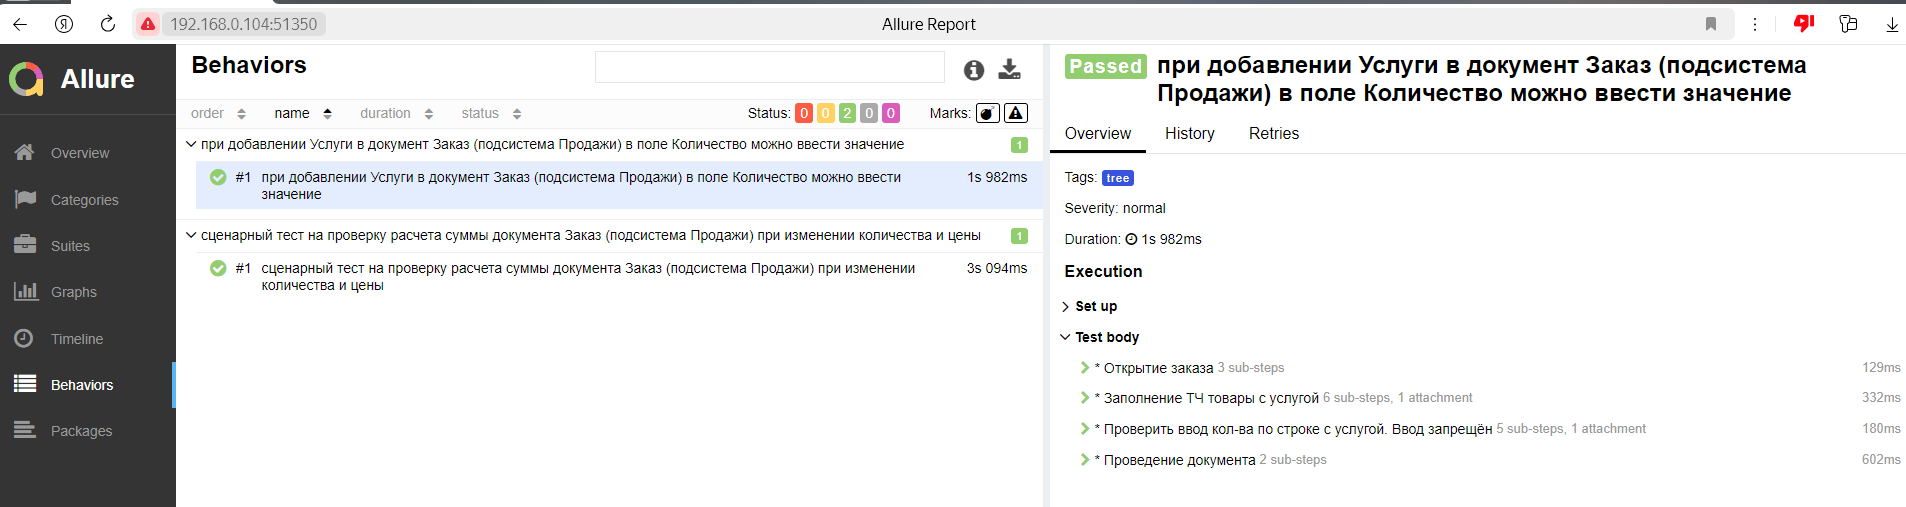 192.168.0.104:51350
Allure Report
Allure
Overview
Categories
Suites
Graphs
Timeline
Behaviors
Packages
Behaviors
order name duration status Status: 0 0 2 0 0 Marks:
при добавлении Услуги в документ Заказ (подсистема Продажи) в поле Количество можно ввести значение 1
#1 при добавлении Услуги в документ Заказ (подсистема Продажи) в поле Количество можно ввести 1s 982ms
значение
сценарный тест на проверку расчета суммы документа Заказ (подсистема Продажи) при изменении количества и цены 1
#1 сценарный тест на проверку расчета суммы документа Заказ (подсистема Продажи) при изменении 3s 094ms
количества и цены
Passed при добавлении Услуги в документ Заказ (подсистема
Продажи) в поле Количество можно ввести значение
Overview History Retries
Tags: tree
Severity: normal
Duration: 1s 982ms
Execution
Set up
Test body
* Открытие заказа 3 sub-steps 129ms
* Заполнение ТЧ товары с услугой 6 sub-steps, 1 attachment 332ms
* Проверить ввод кол-ва по строке с услугой. Ввод запрещён 5 sub-steps, 1 attachment 180ms
* Проведение документа 2 sub-steps 602ms